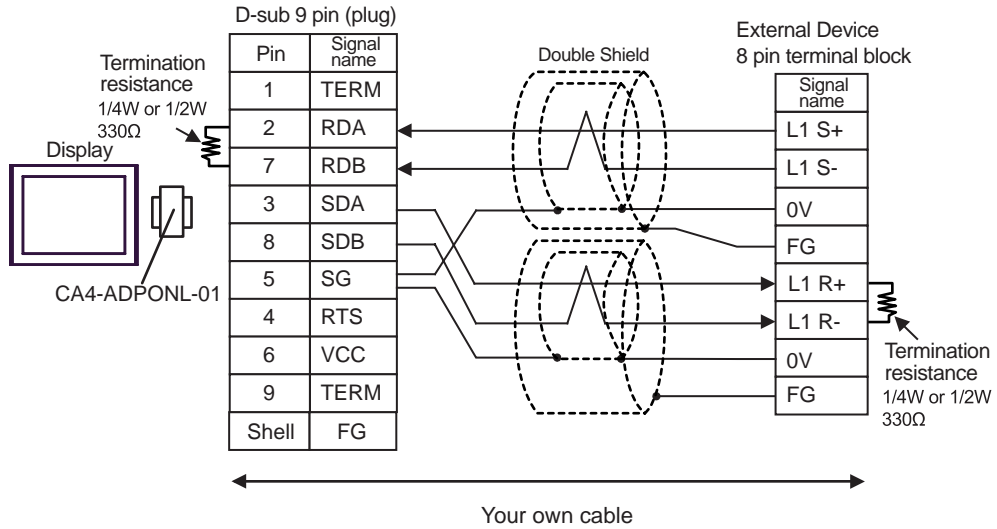 D-sub 9 pin (plug)
Pin
Signal
name
1
TERM
2
RDA
7
RDB
3
SDA
8
SDB
5
SG
4
RTS
6
VCC
9
TERM
Shell
FG
Termination
resistance
1/4W or 1/2W
330Ω
Display
CA4-ADPONL-01
Double Shield
External Device
8 pin terminal block
Signal
name
L1 S+
L1 S-
0V
FG
L1 R+
L1 R-
0V
FG
Termination
resistance
1/4W or 1/2W
330Ω
Your own cable